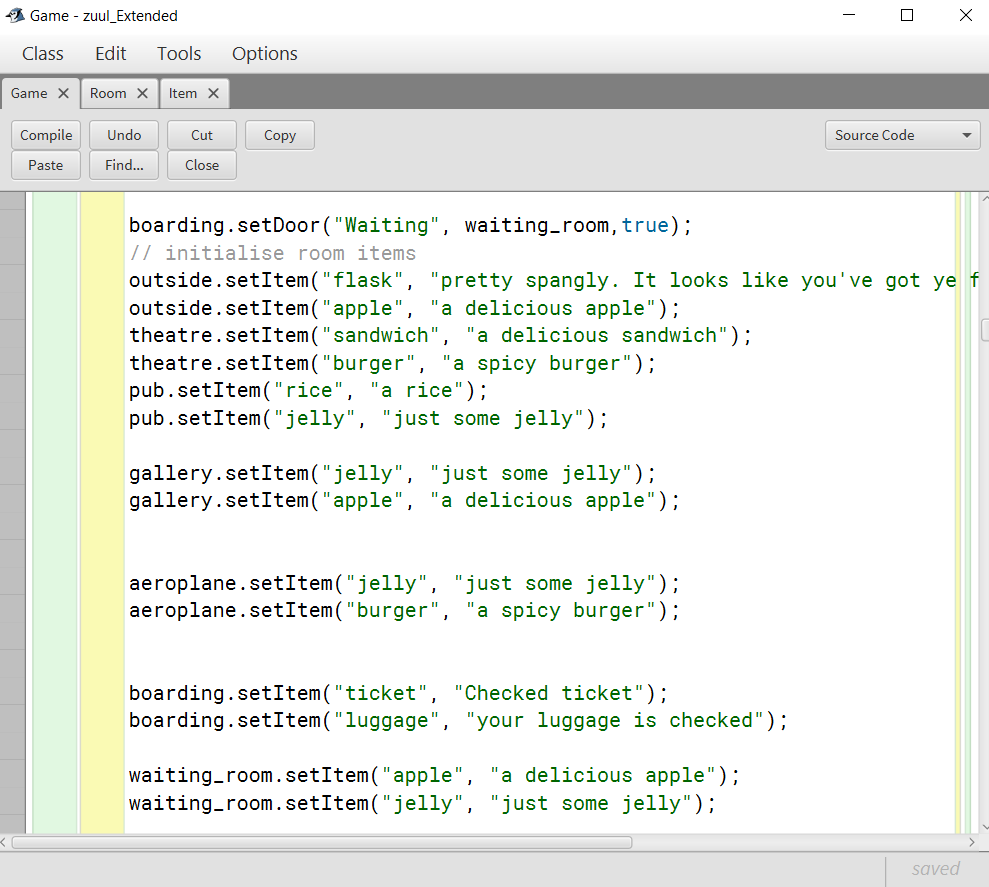 Game - zuul_Extended
Class Edit Tools Options
Game Room Item
Compile Undo Cut Copy Source Code
Paste Find... Close
boarding.setDoor("Waiting", waiting_room,true);
// initialise room items
outside.setItem("flask", "pretty spangly. It looks like you've got ye f
outside.setItem("apple", "a delicious apple");
theatre.setItem("sandwich", "a delicious sandwich");
theatre.setItem("burger", "a spicy burger");
pub.setItem("rice", "a rice");
pub.setItem("jelly", "just some jelly");
gallery.setItem("jelly", "just some jelly");
gallery.setItem("apple", "a delicious apple");
aeroplane.setItem("jelly", "just some jelly");
aeroplane.setItem("burger", "a spicy burger");
boarding.setItem("ticket", "Checked ticket");
boarding.setItem("luggage", "your luggage is checked");
waiting_room.setItem("apple", "a delicious apple");
waiting_room.setItem("jelly", "just some jelly");
saved